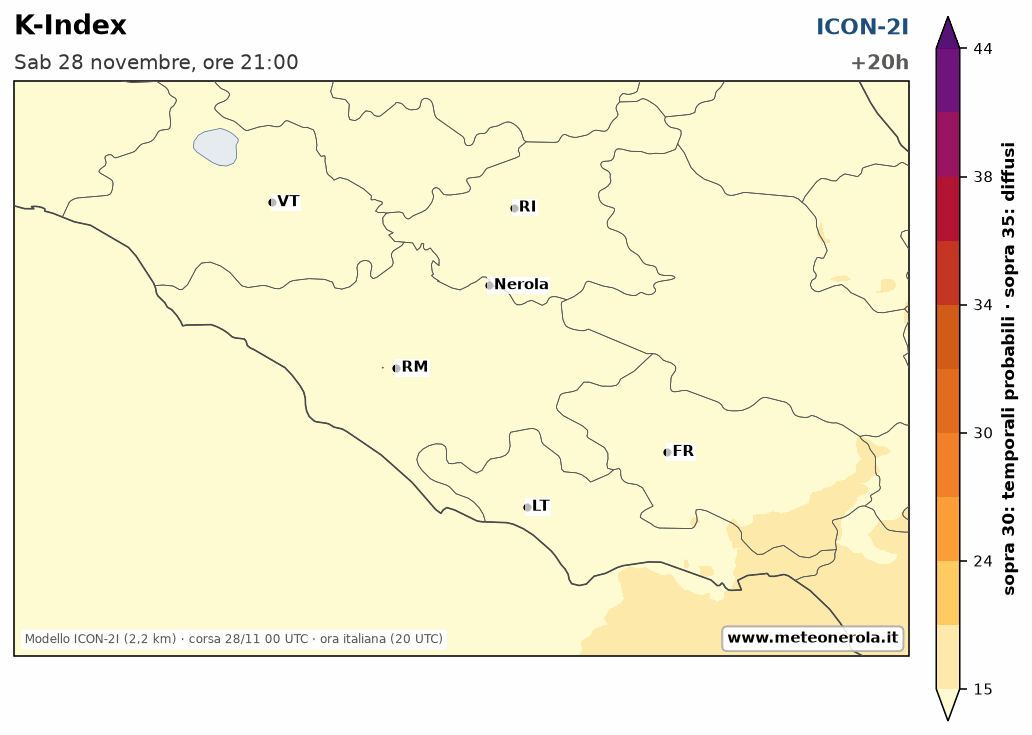 K-Index
ICON-2I
Sab 28 novembre, ore 21:00
+20h
44
38
34
30
24
15
sopra 30: temporali probabili · sopra 35: diffusi
VT
RI
Nerola
RM
FR
LT
Modello ICON-2I (2,2 km) · corsa 28/11 00 UTC · ora italiana (20 UTC)
www.meteonerola.it